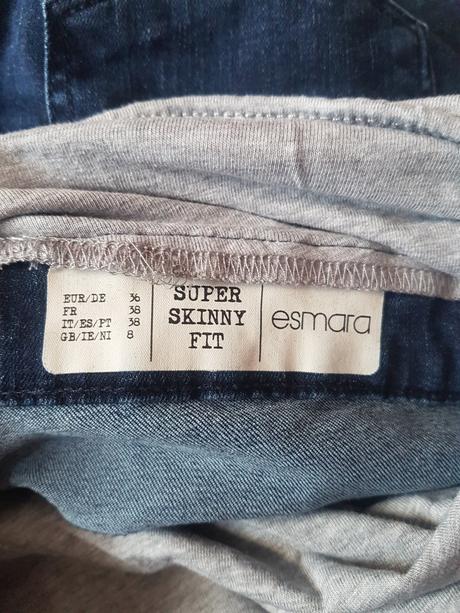 EUR/DE 36
FR 38
IT/ES/PT 38
GB/IE/NI 8
SUPER
SKINNY
FIT
esmara